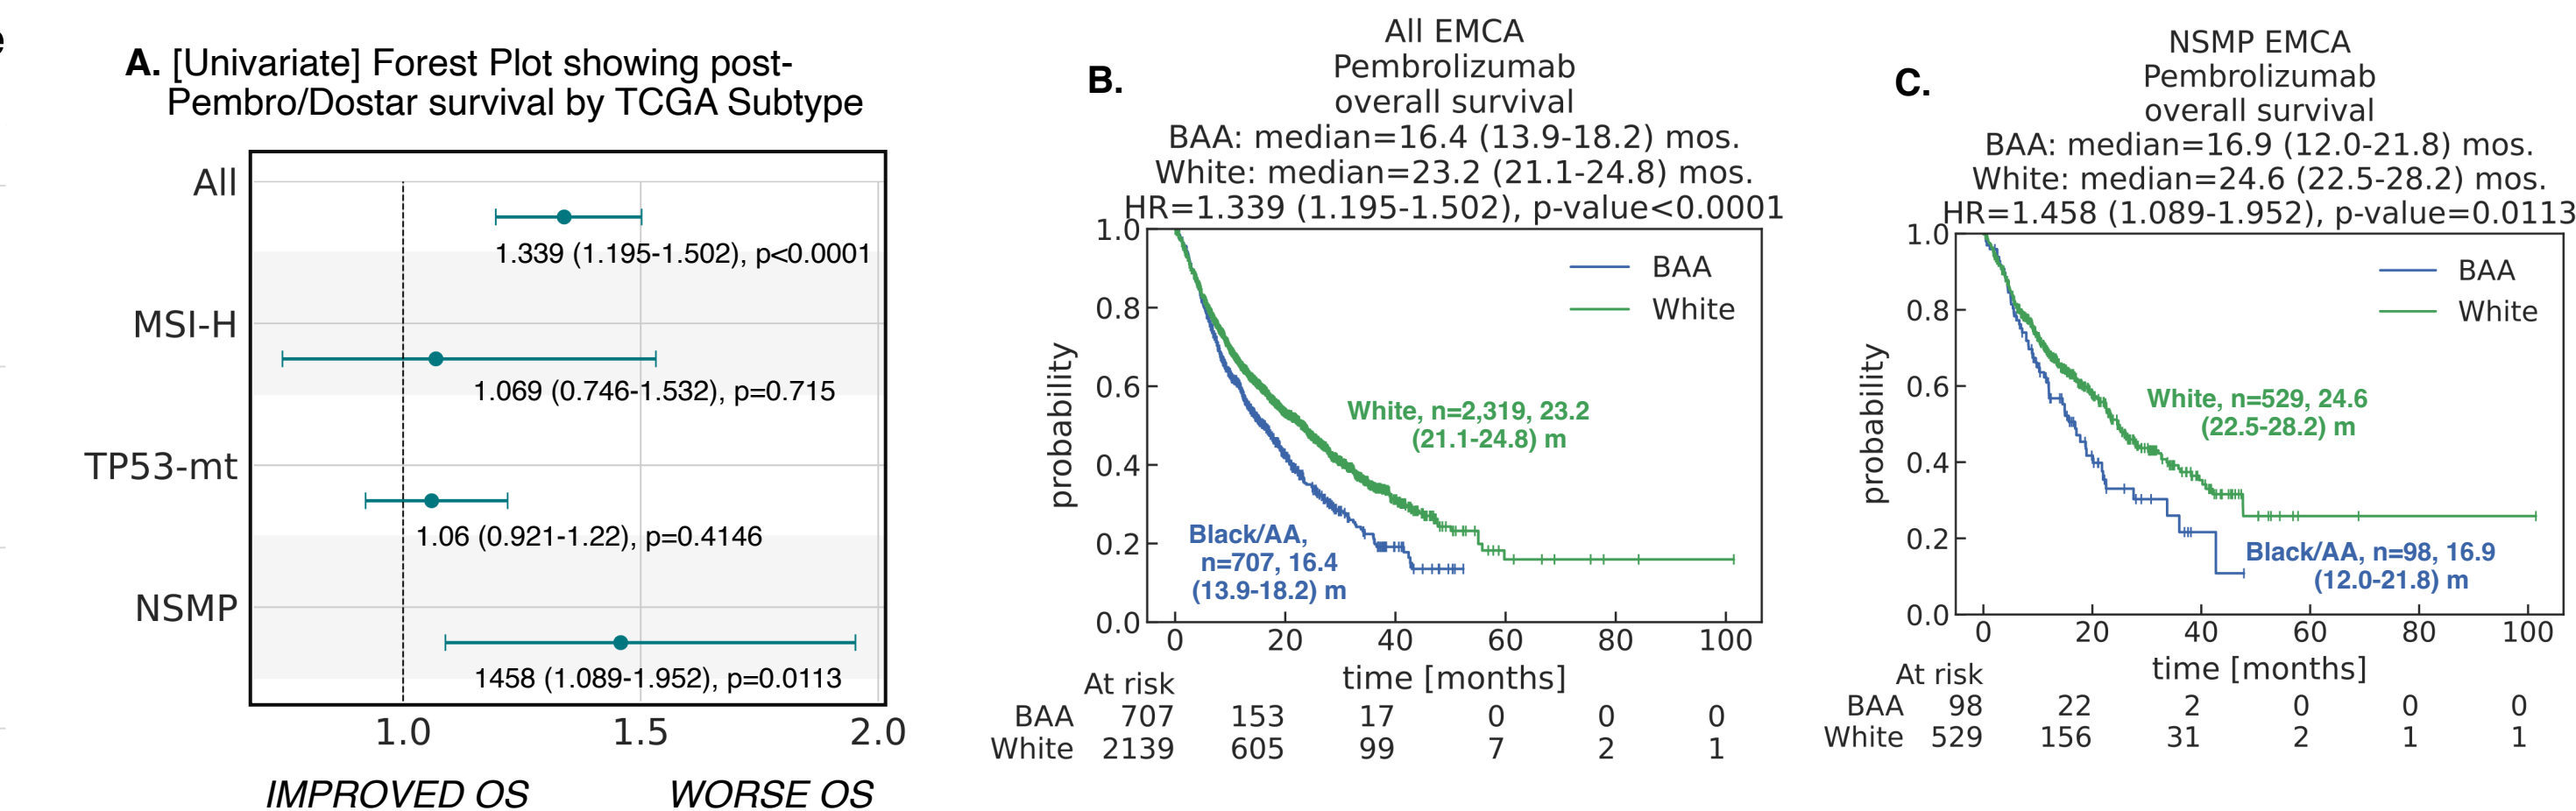 A. [Univariate] Forest Plot showing post-
Pembro/Dostar survival by TCGA Subtype
All
1.339 (1.195-1.502), p<0.0001
MSI-H
1.069 (0.746-1.532), p=0.715
TP53-mt
1.06 (0.921-1.22), p=0.4146
NSMP
1458 (1.089-1.952), p=0.0113
1.0 1.5 2.0
IMPROVED OS WORSE OS
B.
All EMCA
Pembrolizumab
overall survival
BAA: median=16.4 (13.9-18.2) mos.
White: median=23.2 (21.1-24.8) mos.
HR=1.339 (1.195-1.502), p-value<0.0001
1.0
0.8
0.6
0.4
0.2
0.0
probability
BAA
White
White, n=2,319, 23.2
(21.1-24.8) m
Black/AA,
n=707, 16.4
(13.9-18.2) m
0 20 40 60 80 100
time [months]
At risk
BAA 707 153 17 0 0 0
White 2139 605 99 7 2 1
C.
NSMP EMCA
Pembrolizumab
overall survival
BAA: median=16.9 (12.0-21.8) mos.
White: median=24.6 (22.5-28.2) mos.
HR=1.458 (1.089-1.952), p-value=0.0113
1.0
0.8
0.6
0.4
0.2
0.0
probability
BAA
White
White, n=529, 24.6
(22.5-28.2) m
Black/AA, n=98, 16.9
(12.0-21.8) m
0 20 40 60 80 100
time [months]
At risk
BAA 98 22 2 0 0 0
White 529 156 31 2 1 1